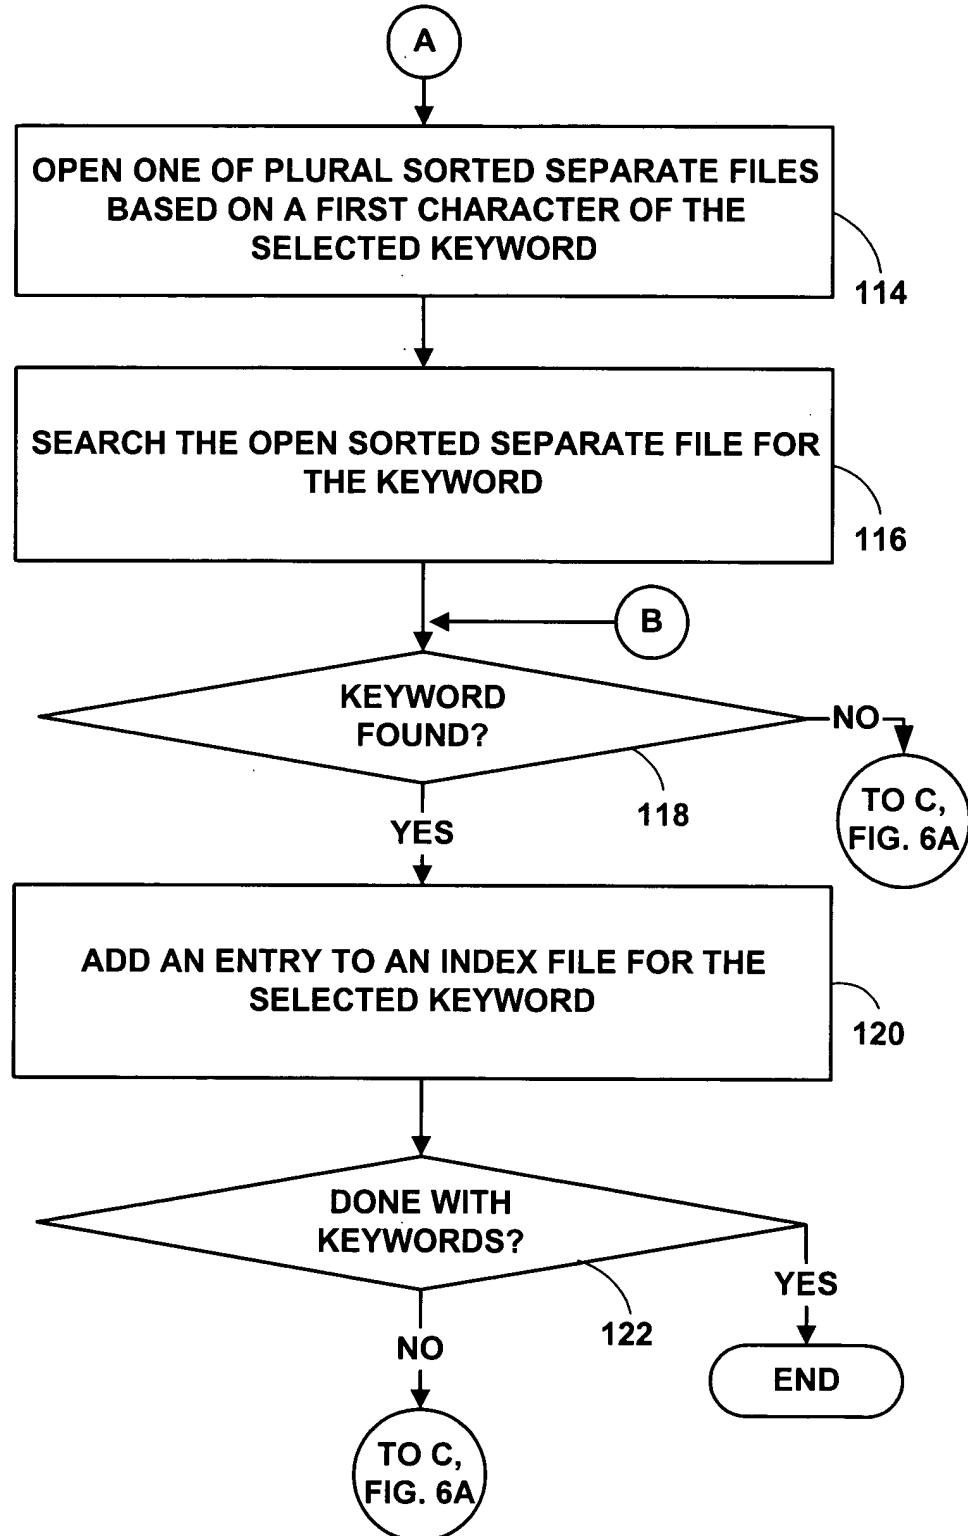 A
OPEN ONE OF PLURAL SORTED SEPARATE FILES
BASED ON A FIRST CHARACTER OF THE
SELECTED KEYWORD
114
SEARCH THE OPEN SORTED SEPARATE FILE FOR
THE KEYWORD
116
B
KEYWORD
FOUND?
NO
118
TO C,
FIG. 6A
YES
ADD AN ENTRY TO AN INDEX FILE FOR THE
SELECTED KEYWORD
120
DONE WITH
KEYWORDS?
YES
122
NO
END
TO C,
FIG. 6A